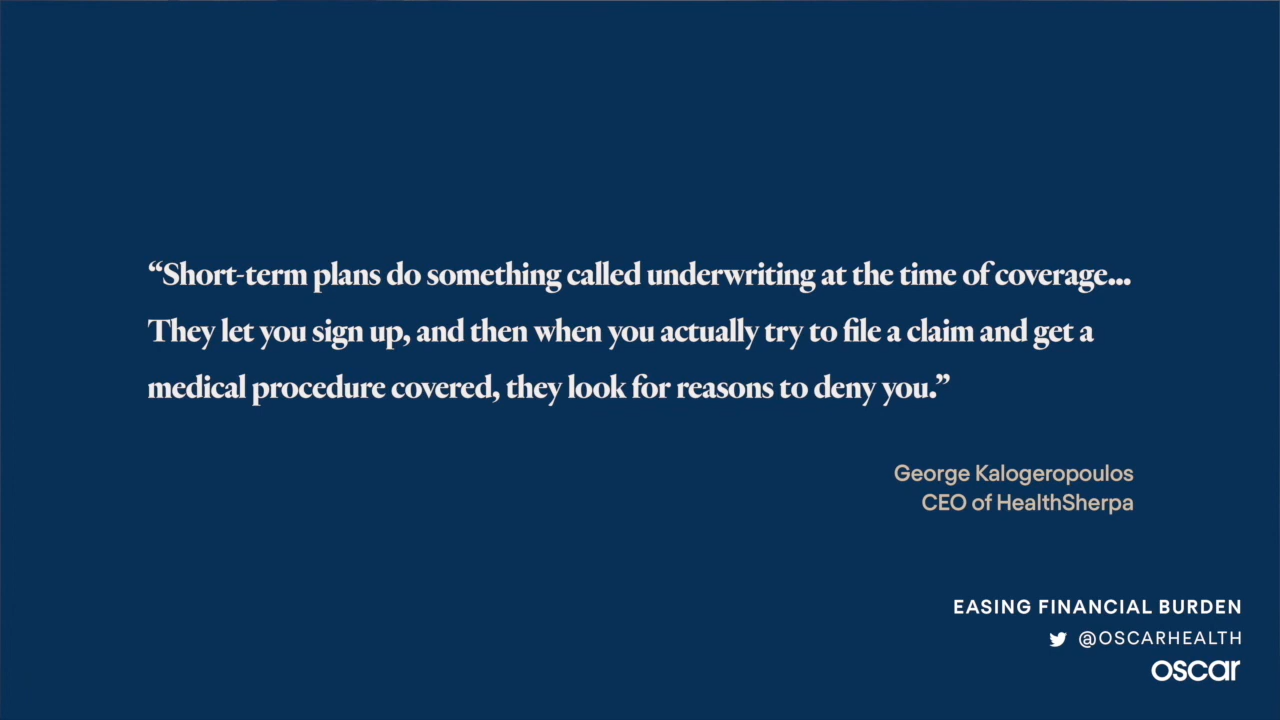 “Short-term plans do something called underwriting at the time of coverage...
They let you sign up, and then when you actually try to file a claim and get a
medical procedure covered, they look for reasons to deny you.”
George Kalogeropoulos
CEO of HealthSherpa
EASING FINANCIAL BURDEN
@OSCARHEALTH
oscar